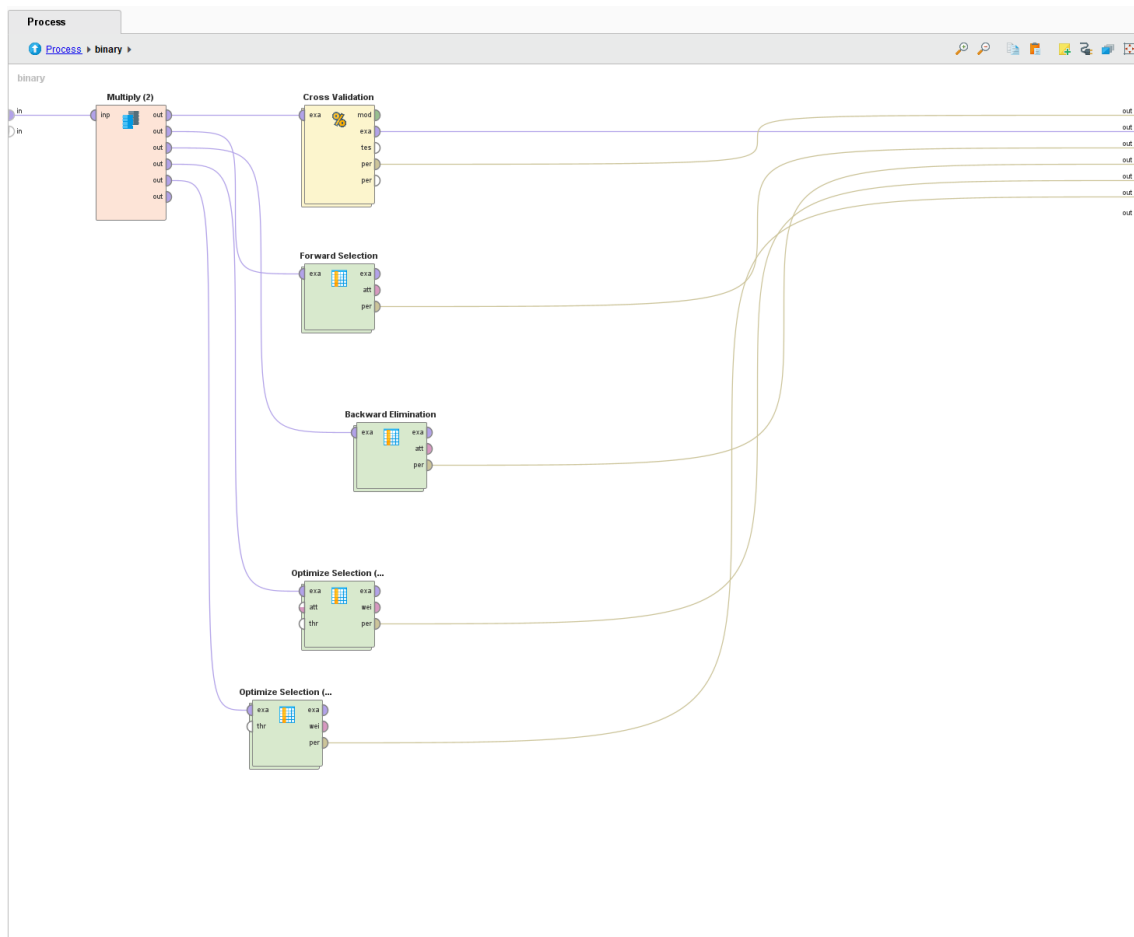 Process
Process binary
binary
Multiply (2)
Cross Validation
in
in
inp
out
out
out
out
out
out
exa
mod
exa
tes
per
per
out
out
out
out
out
out
out
Forward Selection
exa
exa
att
per
Backward Elimination
exa
exa
att
per
Optimize Selection (...
exa
exa
att
wei
thr
per
Optimize Selection (...
exa
exa
thr
wei
per